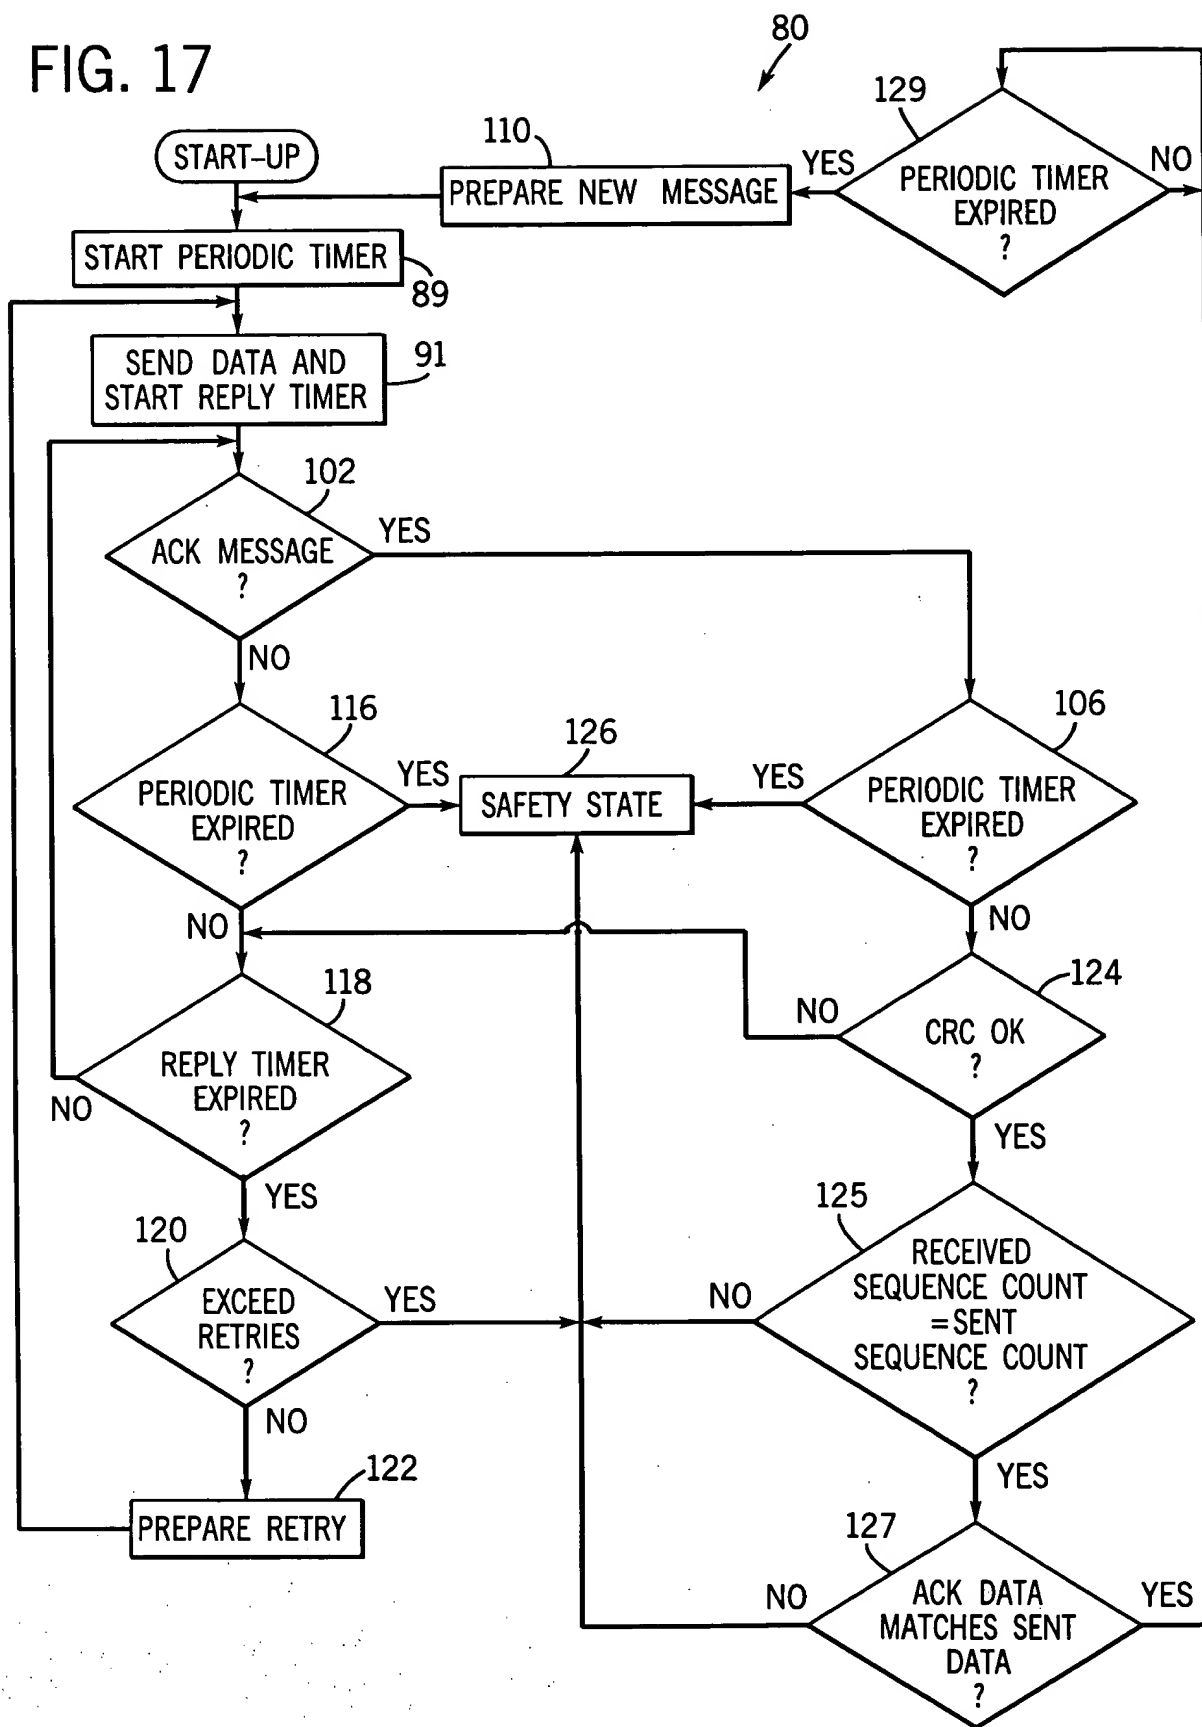 FIG. 17
80
129
PERIODIC TIMER
EXPIRED
?
YES
NO
110
PREPARE NEW MESSAGE
START-UP
START PERIODIC TIMER
89
SEND DATA AND
START REPLY TIMER
91
102
ACK MESSAGE
?
YES
NO
116
PERIODIC TIMER
EXPIRED
?
YES
NO
126
SAFETY STATE
106
PERIODIC TIMER
EXPIRED
?
YES
NO
118
REPLY TIMER
EXPIRED
?
NO
YES
124
CRC OK
?
NO
YES
120
EXCEED
RETRIES
?
YES
NO
125
RECEIVED
SEQUENCE COUNT
=SENT
SEQUENCE COUNT
?
NO
YES
122
PREPARE RETRY
127
ACK DATA
MATCHES SENT
DATA
?
NO
YES